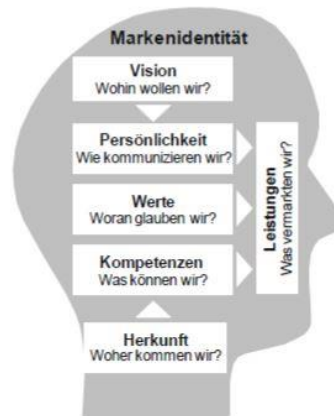 Markenidentität
Vision
Wohin wollen wir?
Persönlichkeit
Wie kommunizieren wir?
Werte
Woran glauben wir?
Kompetenzen
Was können wir?
Herkunft
Woher kommen wir?
Leistungen
Was vermarkten wir?